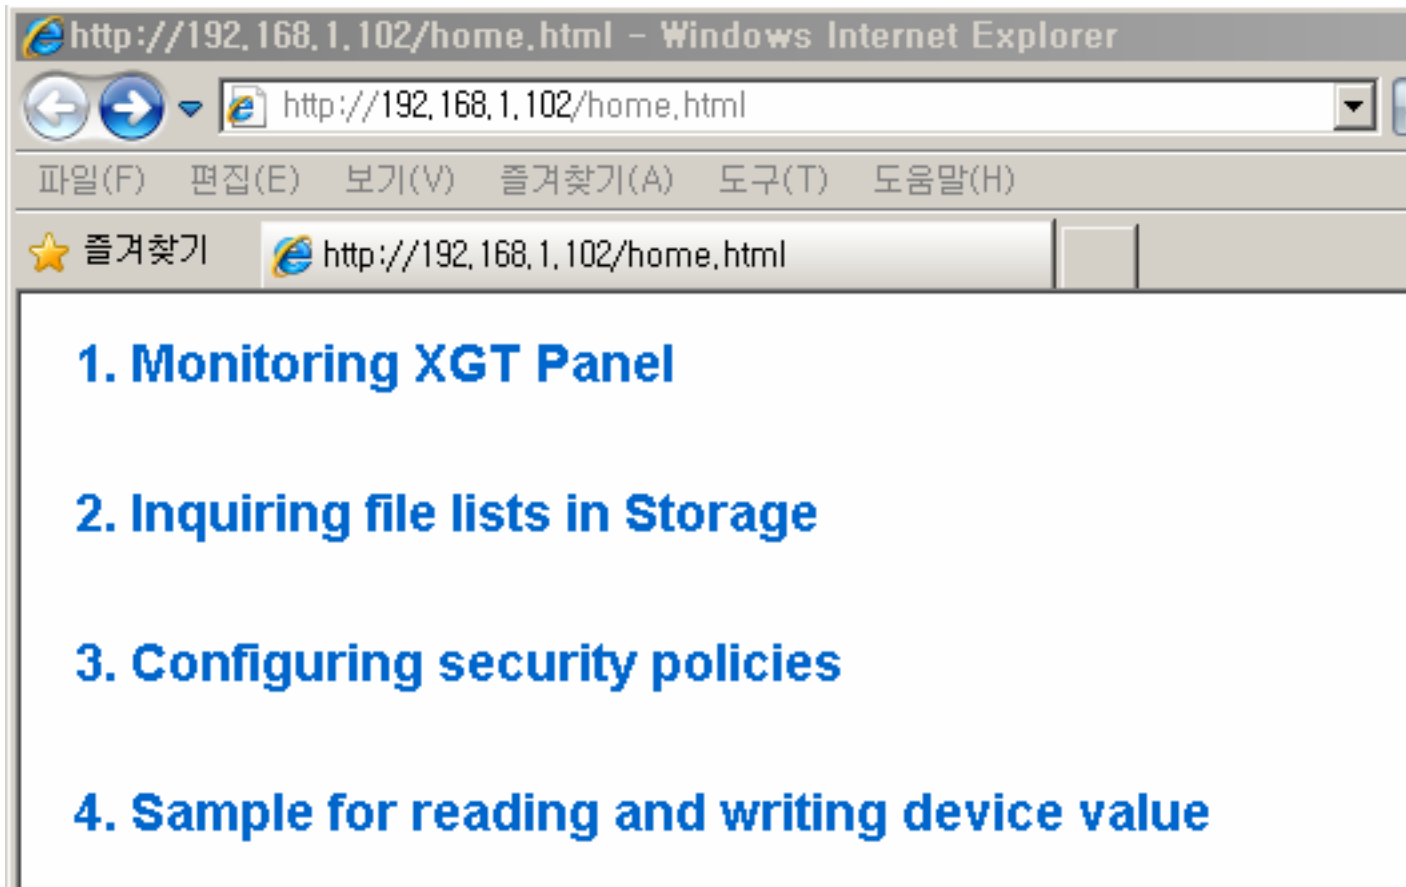 http://192.168.1.102/home.html - Windows Internet Explorer
http://192.168.1.102/home.html
파일(F) 편집(E) 보기(V) 즐겨찾기(A) 도구(T) 도움말(H)
즐겨찾기 http://192.168.1.102/home.html
1. Monitoring XGT Panel
2. Inquiring file lists in Storage
3. Configuring security policies
4. Sample for reading and writing device value